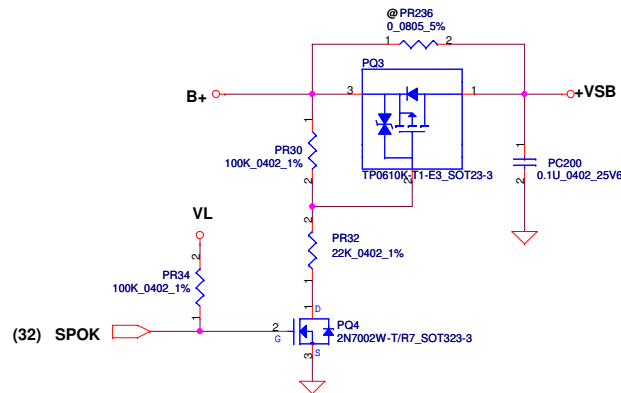 @ PR236
0_0805_5%
1 2
PQ3
B+ 3 1 +VSB
1
PR30
100K_0402_1%
2
2
TP0610K-T1-E3_SOT23-3
1
PC200
0.1U_0402_25V6
2
VL
2
PR32
22K_0402_1%
1
2
PR34
100K_0402_1%
1
1 D
PQ4
2N7002W-T/R7_SOT323-3
(32) SPOK 2
G
3 S